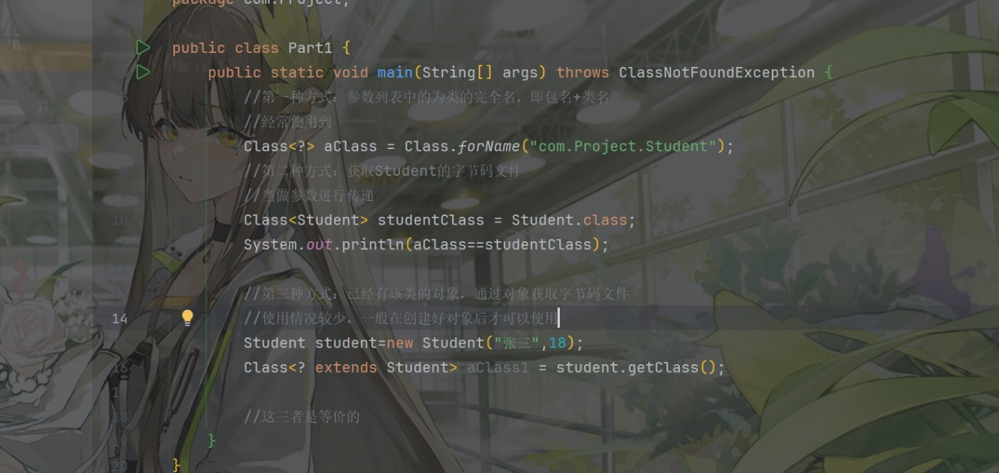 package com.Project;
public class Part1 {
public static void main(String[] args) throws ClassNotFoundException {
//第一种方式：参数列表中的为类的完全名，即包名+类名
//经常使用到
Class<?> aClass = Class.forName("com.Project.Student");
//第二种方式：获取Student的字节码文件
//当做参数进行传递
10 Class<Student> studentClass = Student.class;
System.out.println(aClass==studentClass);
//第三种方式：已经有该类的对象，通过对象获取字节码文件
14 //使用情况较少，一般在创建好对象后才可以使用
Student student=new Student("张三",18);
16 Class<? extends Student> aClass1 = student.getClass();
18 //这三者是等价的
19 }
20 }